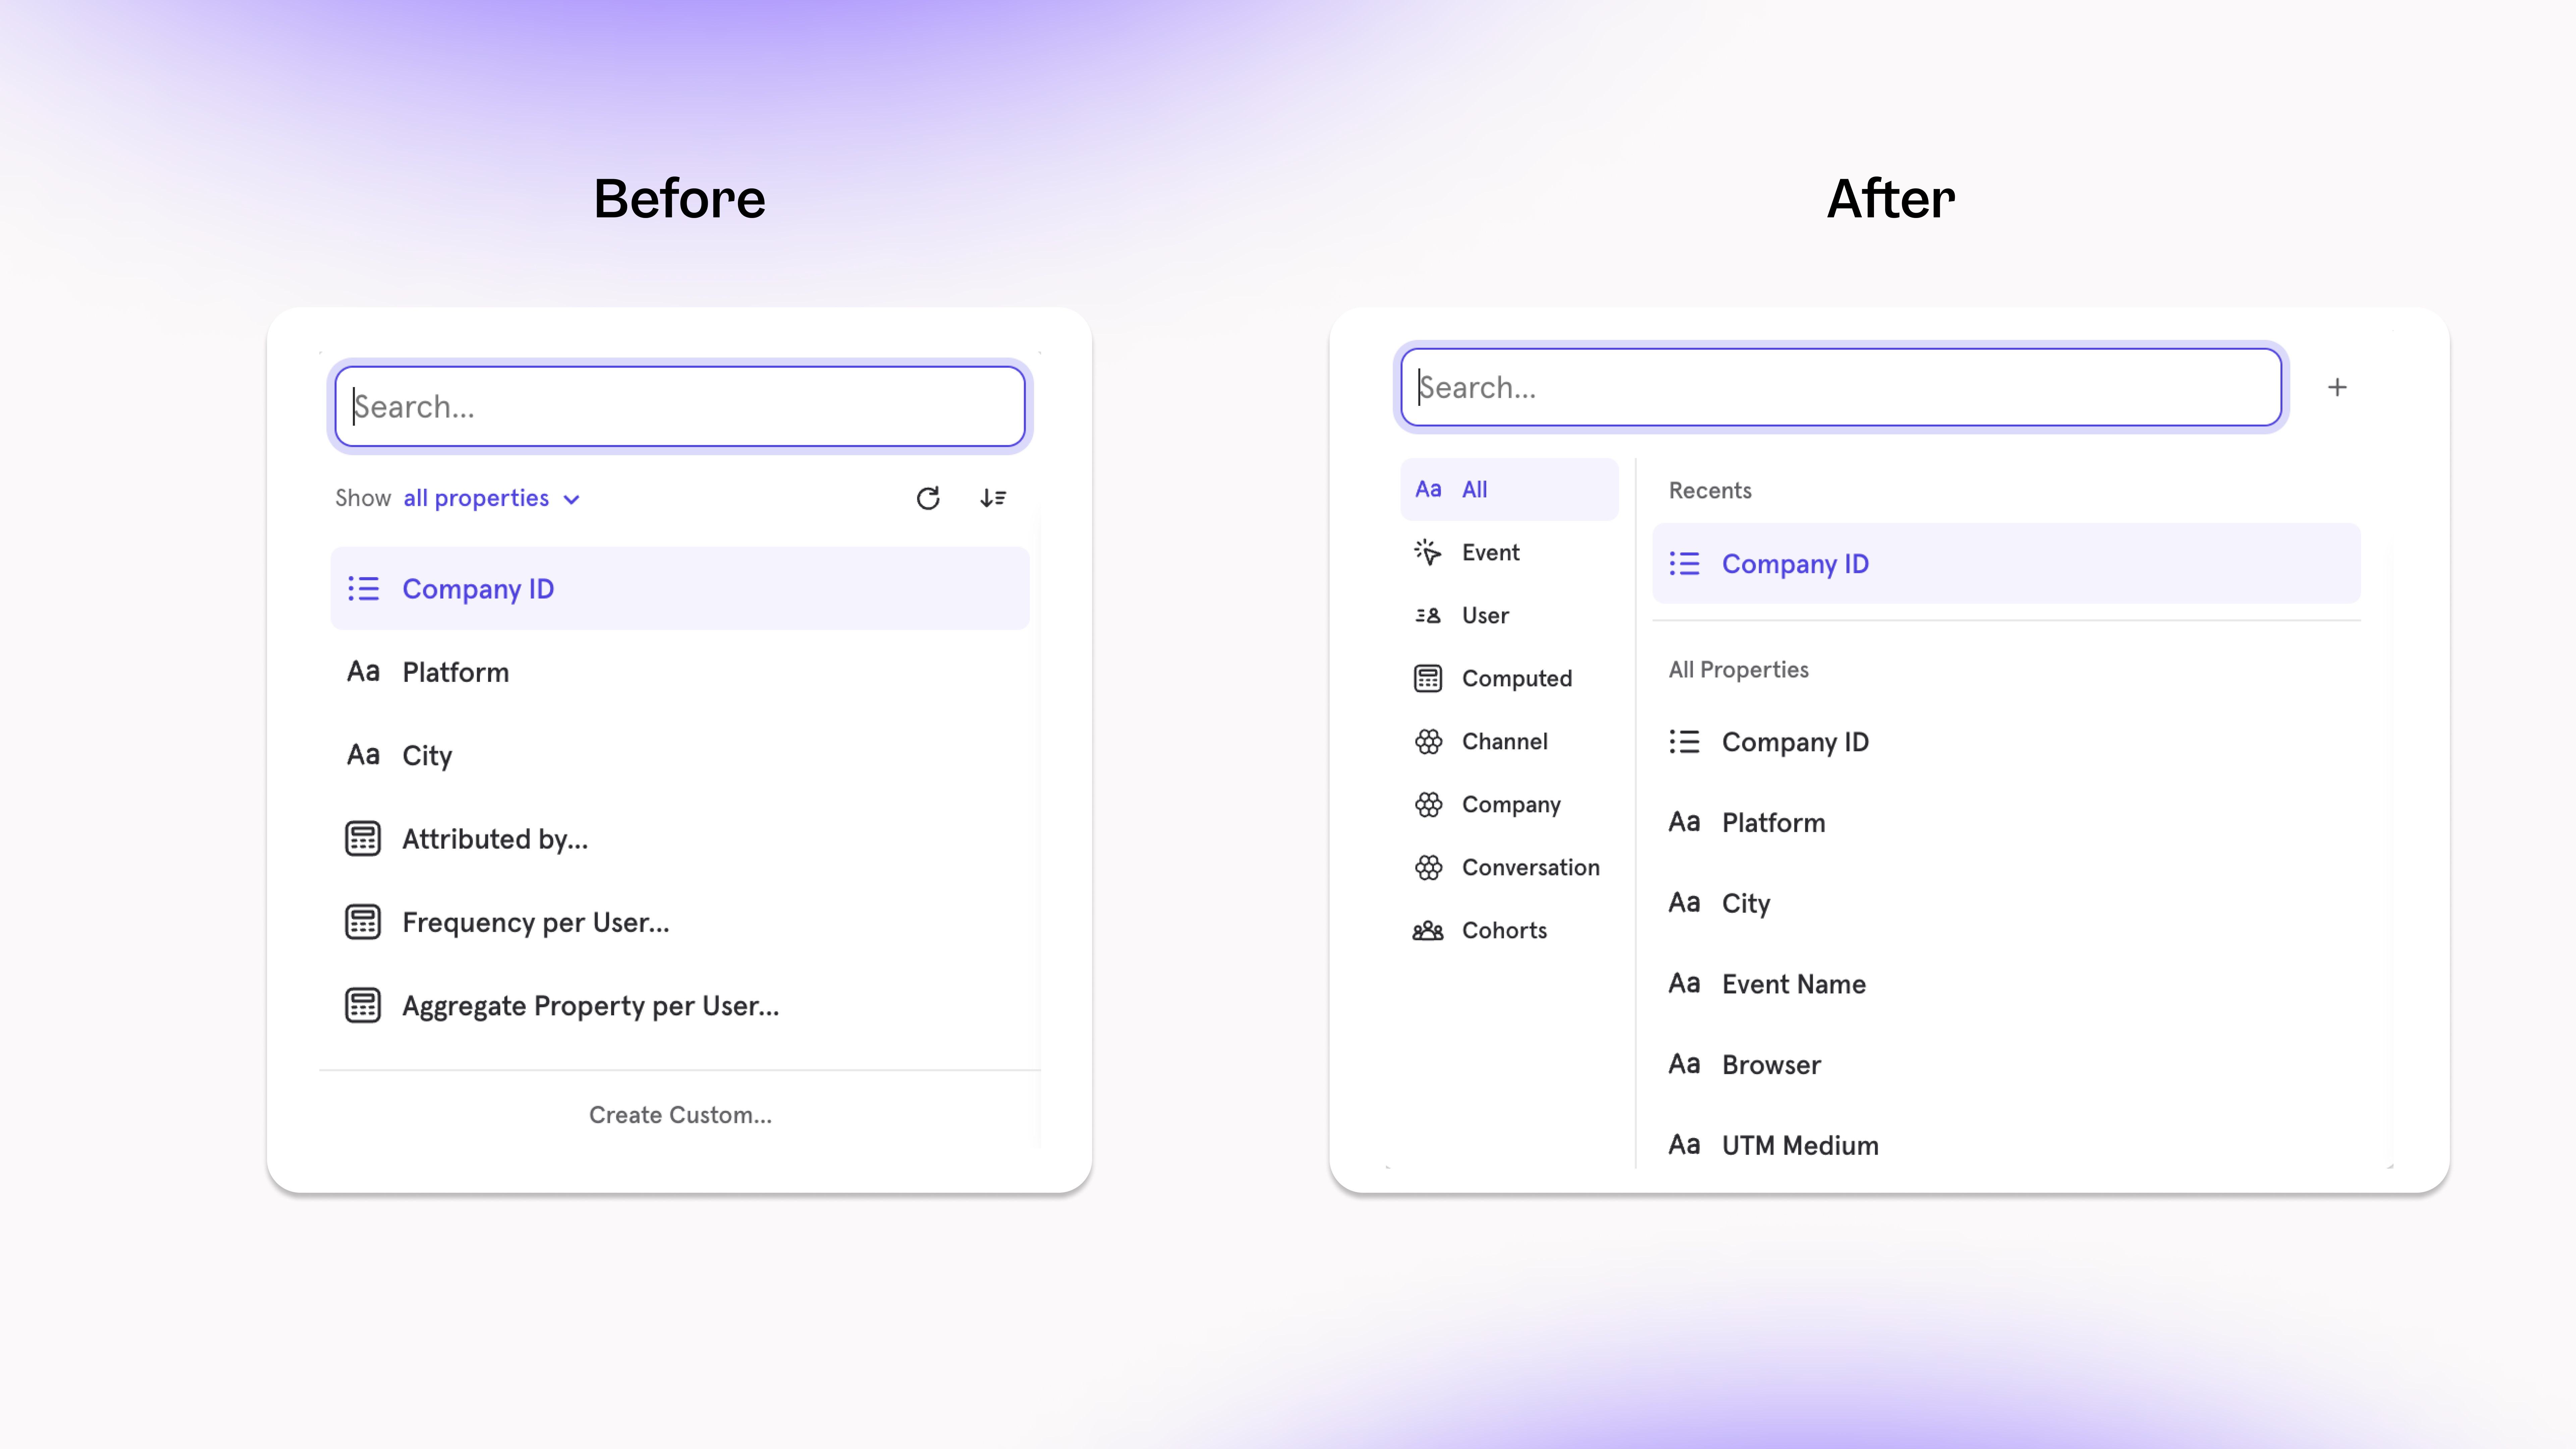 Before
Search...
Show all properties
Company ID
Aa Platform
Aa City
Attributed by...
Frequency per User...
Aggregate Property per User...
Create Custom...
After
Search...
Aa All
Event
User
Computed
Channel
Company
Conversation
Cohorts
Recents
Company ID
All Properties
Company ID
Aa Platform
Aa City
Aa Event Name
Aa Browser
Aa UTM Medium